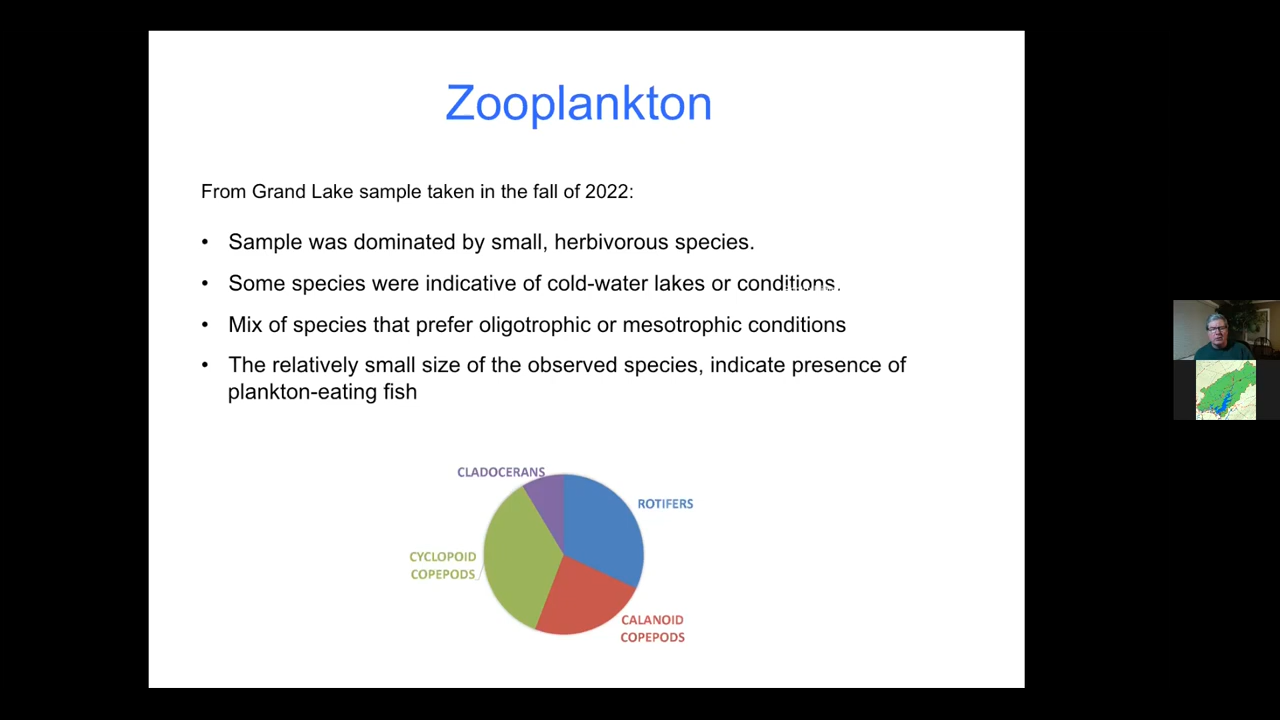 Zooplankton
From Grand Lake sample taken in the fall of 2022:
• Sample was dominated by small, herbivorous species.
• Some species were indicative of cold-water lakes or conditions.
• Mix of species that prefer oligotrophic or mesotrophic conditions
• The relatively small size of the observed species, indicate presence of
plankton-eating fish
CLADOCERANS
ROTIFERS
CYCLOPOID
COPEPODS
CALANOID
COPEPODS